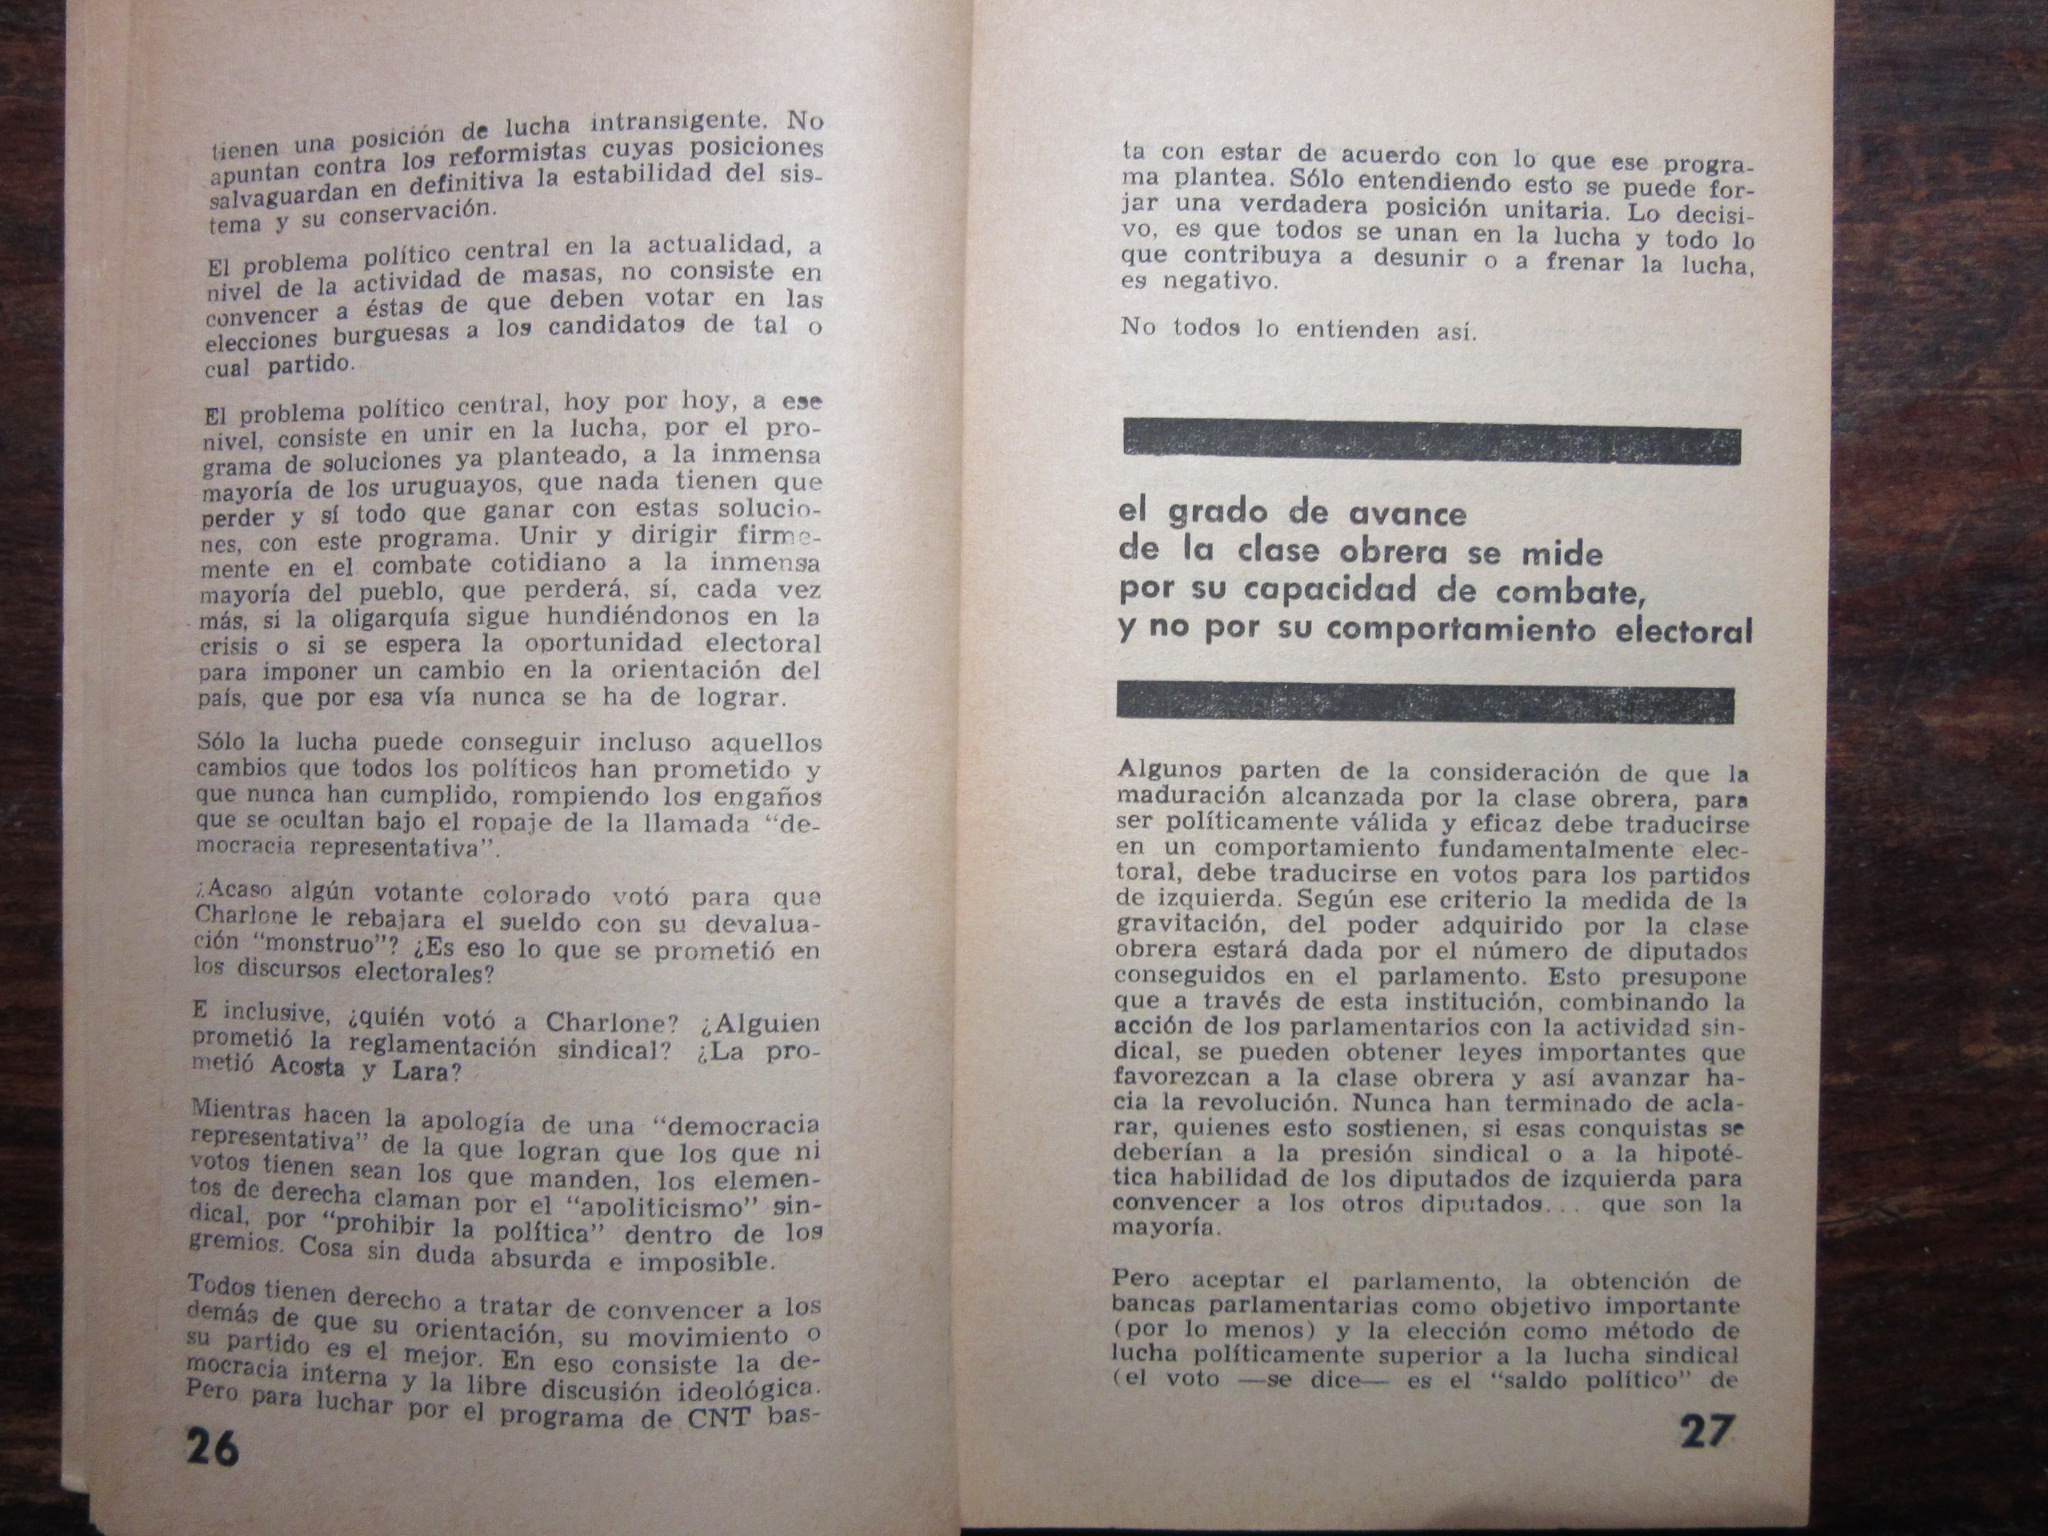 tienen una posición de lucha intransigente. No
apuntan contra los reformistas cuyas posiciones
salvaguardan en definitiva la estabilidad del sis-
tema y su conservación.
El problema político central en la actualidad, a
nivel de la actividad de masas, no consiste en
convencer a éstas de que deben votar en las
elecciones burguesas a los candidatos de tal o
cual partido.
El problema político central, hoy por hoy, a ese
nivel, consiste en unir en la lucha, por el pro-
grama de soluciones ya planteado, a la inmensa
mayoría de los uruguayos, que nada tienen que
perder y sí todo que ganar con estas solucio-
nes, con este programa. Unir y dirigir firme-
mente en el combate cotidiano a la inmensa
mayoría del pueblo, que perderá, sí, cada vez
más, si la oligarquía sigue hundiéndonos en la
crisis o si se espera la oportunidad electoral
para imponer un cambio en la orientación del
país, que por esa vía nunca se ha de lograr.
Sólo la lucha puede conseguir incluso aquellos
cambios que todos los políticos han prometido y
que nunca han cumplido, rompiendo los engaños
que se ocultan bajo el ropaje de la llamada “de-
mocracia representativa”.
¿Acaso algún votante colorado votó para que
Charlone le rebajara el sueldo con su devalua-
ción “monstruo”? ¿Es eso lo que se prometió en
los discursos electorales?
E inclusive, ¿quién votó a Charlone? ¿Alguien
prometió la reglamentación sindical? ¿La pro-
metió Acosta y Lara?
Mientras hacen la apología de una “democracia
representativa” de la que logran que los que ni
votos tienen sean los que manden, los elemen-
tos de derecha claman por el “apoliticismo” sin-
dical, por “prohibir la política” dentro de los
gremios. Cosa sin duda absurda e imposible.
Todos tienen derecho a tratar de convencer a los
demás de que su orientación, su movimiento o
su partido es el mejor. En eso consiste la de-
mocracia interna y la libre discusión ideológica.
Pero para luchar por el programa de CNT bas-
26
ta con estar de acuerdo con lo que ese progra-
ma plantea. Sólo entendiendo esto se puede for-
jar una verdadera posición unitaria. Lo decisi-
vo, es que todos se unan en la lucha y todo lo
que contribuya a desunir o a frenar la lucha,
es negativo.
No todos lo entienden así.
el grado de avance
de la clase obrera se mide
por su capacidad de combate,
y no por su comportamiento electoral
Algunos parten de la consideración de que la
maduración alcanzada por la clase obrera, para
ser políticamente válida y eficaz debe traducirse
en un comportamiento fundamentalmente elec-
toral, debe traducirse en votos para los partidos
de izquierda. Según ese criterio la medida de la
gravitación, del poder adquirido por la clase
obrera estará dada por el número de diputados
conseguidos en el parlamento. Esto presupone
que a través de esta institución, combinando la
acción de los parlamentarios con la actividad sin-
dical, se pueden obtener leyes importantes que
favorezcan a la clase obrera y así avanzar ha-
cia la revolución. Nunca han terminado de acla-
rar, quienes esto sostienen, si esas conquistas se
deberían a la presión sindical o a la hipoté-
tica habilidad de los diputados de izquierda para
convencer a los otros diputados... que son la
mayoría.
Pero aceptar el parlamento, la obtención de
bancas parlamentarias como objetivo importante
(por lo menos) y la elección como método de
lucha políticamente superior a la lucha sindical
(el voto —se dice— es el “saldo político” de
27